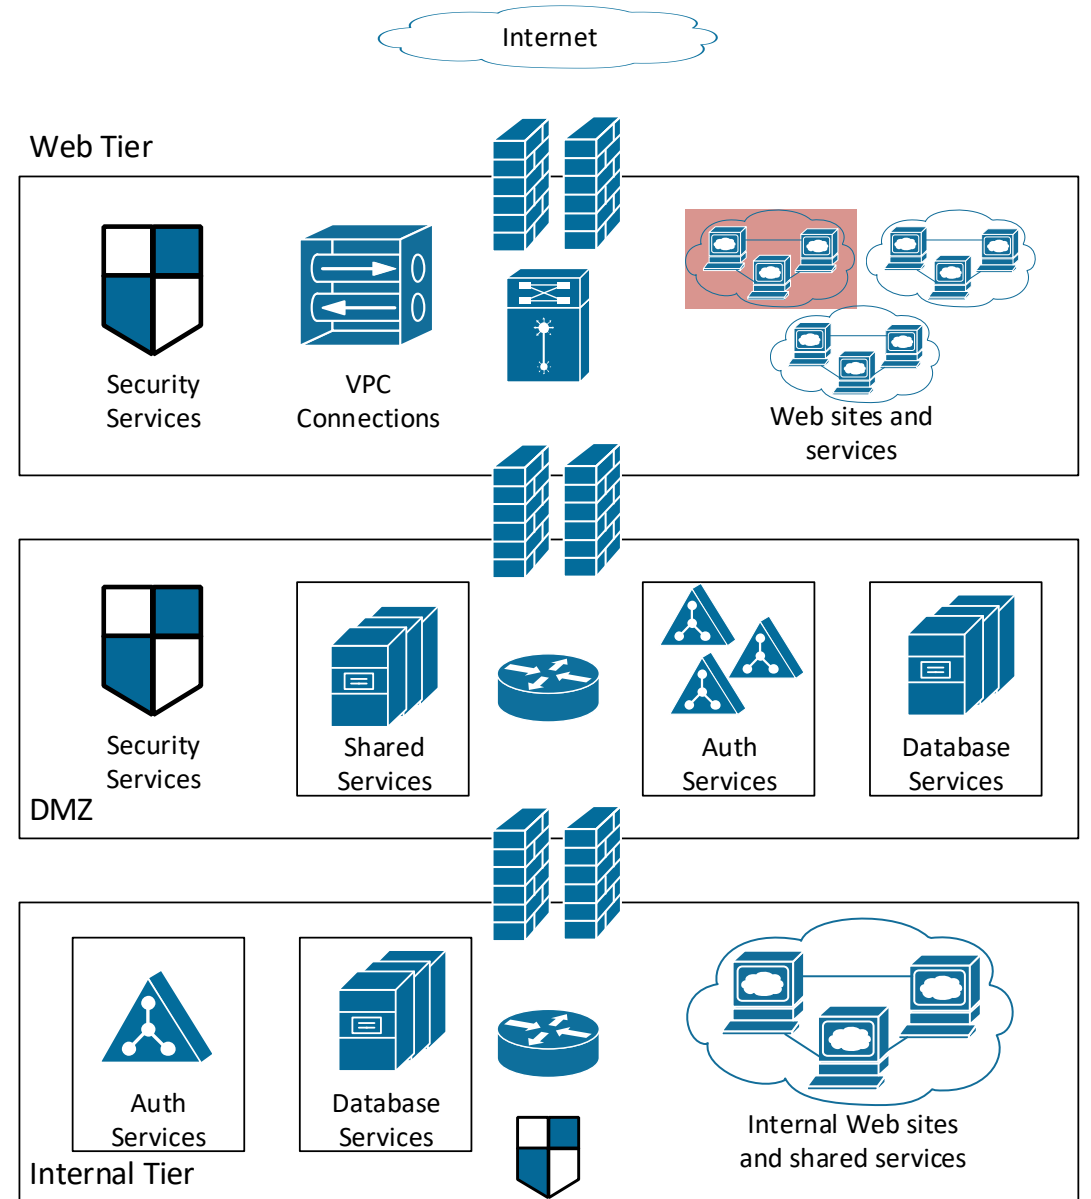 Internet
Web Tier
Security
Services
VPC
Connections
Web sites and
services
Security
Services
Shared
Services
Auth
Services
Database
Services
DMZ
Auth
Services
Database
Services
Internal Web sites
and shared services
Internal Tier